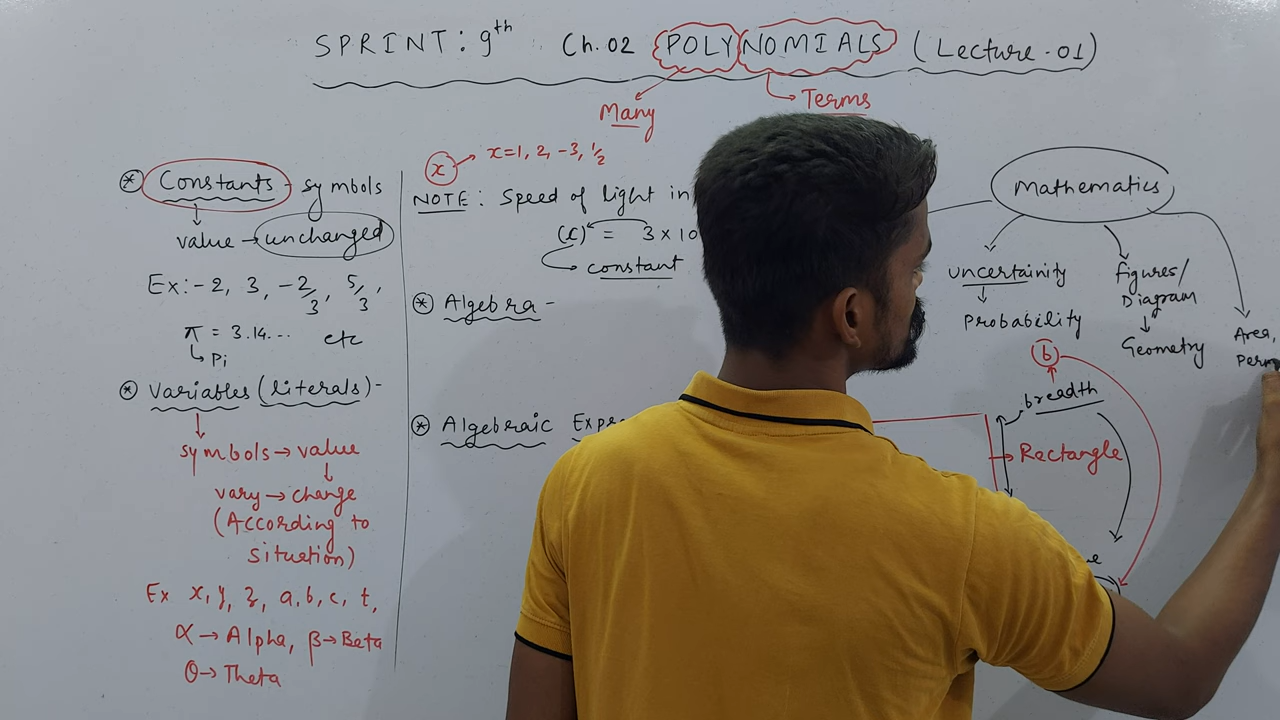 SPRINT: 9th Ch. 02 POLYNOMIALS (Lecture-01)
Many
Terms
* Constants - symbols
value → unchanged
Ex:- -2, 3, -2/3, 5/3,
π = 3.14... etc
Pi
* Variables (literals) -
symbols → value
vary → change
(According to
situation)
Ex x, y, z, a, b, c, t,
α → Alpha, β → Beta
θ → Theta
x → x=1, 2, -3, 1/2
NOTE: Speed of light in
(c) = 3 x 10
constant
* Algebra -
* Algebraic
Mathematics
uncertainity
Probability
figures/
Diagram
Geometry
Area,
b
breadth
Rectangle